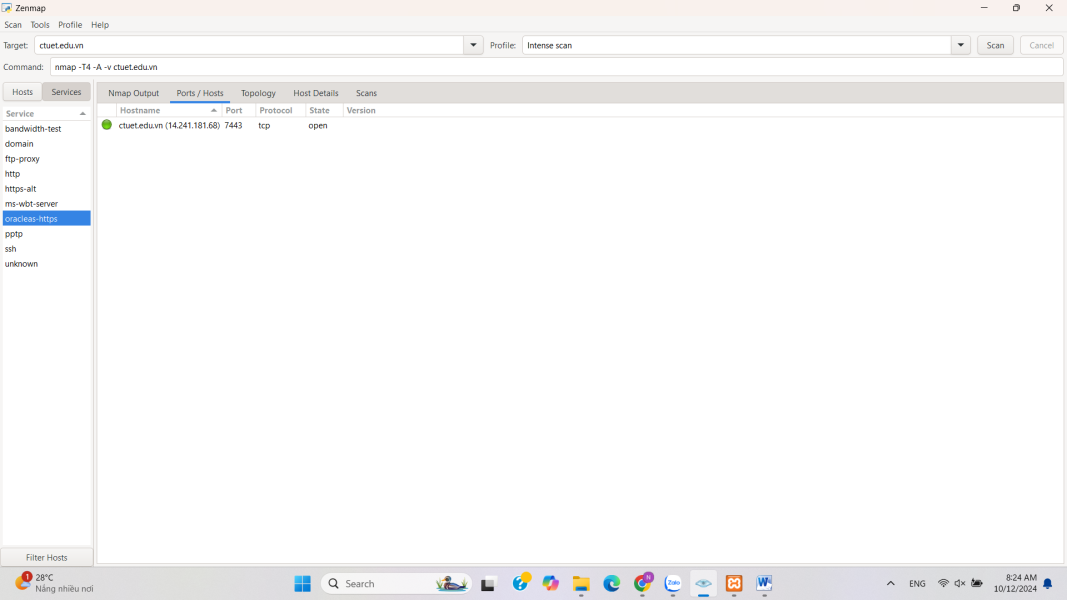 Zenmap
Scan Tools Profile Help
Target: ctuet.edu.vn Profile: Intense scan Scan Cancel
Command: nmap -T4 -A -v ctuet.edu.vn
Hosts Services Nmap Output Ports / Hosts Topology Host Details Scans
Service Hostname Port Protocol State Version
bandwidth-test ctuet.edu.vn (14.241.181.68) 7443 tcp open
domain
ftp-proxy
http
https-alt
ms-wbt-server
oracleas-https
pptp
ssh
unknown
Filter Hosts
1 28°C
Nắng nhiều nơi
Search
N
Zalo
W
ENG
8:24 AM
10/12/2024